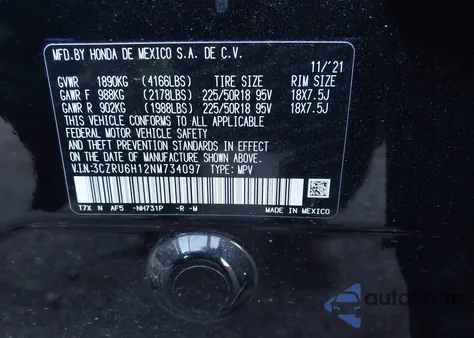 MFD.BY HONDA DE MEXICO S.A. DE C.V.
11/'21
GVWR 1890KG (4166LBS) TIRE SIZE RIM SIZE
GAWR F 988KG (2178LBS) 225/50R18 95V 18X7.5J
GAWR R 902KG (1988LBS) 225/50R18 95V 18X7.5J
THIS VEHICLE CONFORMS TO ALL APPLICABLE
FEDERAL MOTOR VEHICLE SAFETY
AND THEFT PREVENTION STANDARDS IN EFFECT
ON THE DATE OF MANUFACTURE SHOWN ABOVE.
V.I.N:3CZRU6H12NM734097 TYPE: MPV
T7X N AF5 -NH731P -R -M
MADE IN MEXICO